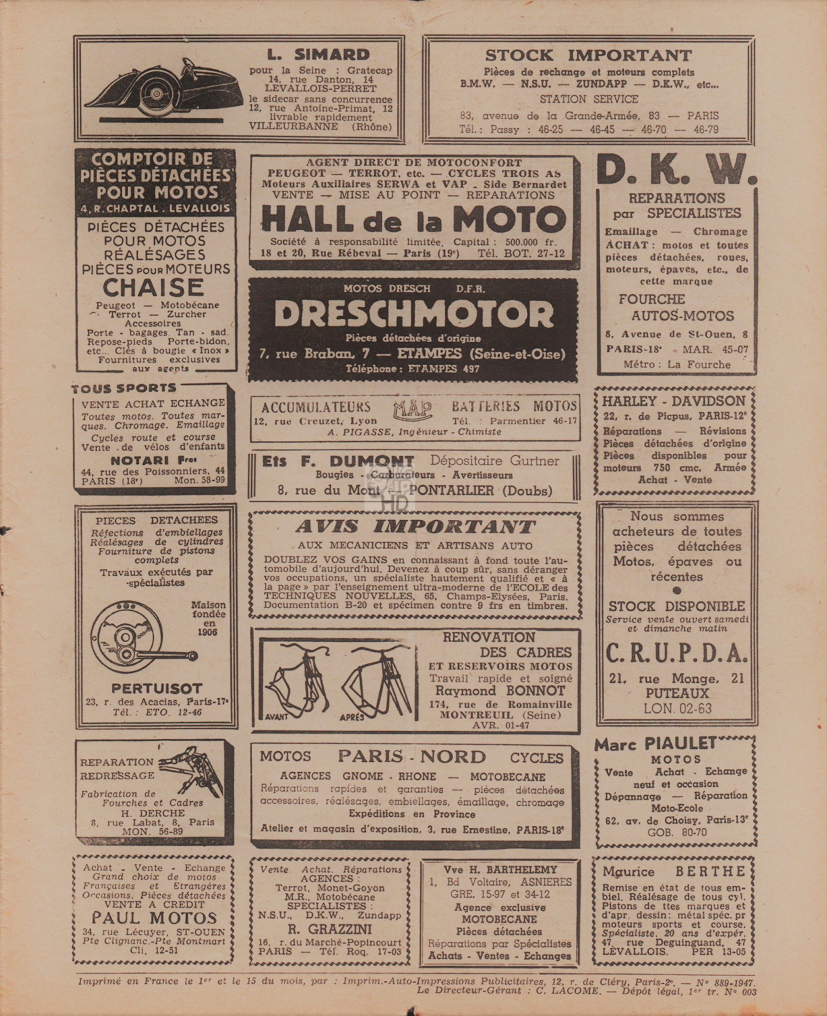 L. SIMARD
pour la Seine : Gratecap
14, rue Danton, 14
LEVALLOIS-PERRET
le sidecar sans concurrence
12, rue Antoine-Primat, 12
livrable rapidement
VILLEURBANNE (Rhône)
STOCK IMPORTANT
Pièces de rechange et moteurs complets
B.M.W. — N.S.U. — ZUNDAPP — D.K.W., etc...
STATION SERVICE
83, avenue de la Grande-Armée, 83 — PARIS
Tél. : Passy : 46-25 — 46-45 — 46-70 — 46-79
COMPTOIR DE
PIÈCES DÉTACHÉES
POUR MOTOS
4, R. CHAPTAL . LEVALLOIS
PIÈCES DÉTACHÉES
POUR MOTOS
RÉALÉSAGES
PIÈCES POUR MOTEURS
CHAISE
Peugeot — Motobécane
Terrot — Zurcher
Accessoires
Porte - bagages Tan - sad.
Repose-pieds Porte-bidon,
etc... Clés à bougie « Inox »
Fournitures exclusives
aux agents
AGENT DIRECT DE MOTOCONFORT
PEUGEOT — TERROT, etc. — CYCLES TROIS AS
Moteurs Auxiliaires SERWA et VAP . Side Bernardet
VENTE — MISE AU POINT — REPARATIONS
HALL de la MOTO
Société à responsabilité limitée. Capital : 500.000 fr.
18 et 20, Rue Rébeval — Paris (19e) Tél. BOT. 27-12
D. K. W.
REPARATIONS
par SPECIALISTES
Emaillage — Chromage
ACHAT : motos et toutes
pièces détachées, roues,
moteurs, épaves, etc., de
cette marque
FOURCHE
AUTOS-MOTOS
8, Avenue de St-Ouen, 8
PARIS-18e - MAR. 45-07
Métro : La Fourche
MOTOS DRESCH D.F.R.
DRESCHMOTOR
Pièces détachées d'origine
7, rue Braban, 7 — ETAMPES (Seine-et-Oise)
Téléphone : ETAMPES 497
TOUS SPORTS
VENTE ACHAT ECHANGE
Toutes motos. Toutes mar-
ques. Chromage. Emaillage
Cycles route et course
Vente . de vélos d'enfants
NOTARI Fres
44, rue des Poissonniers, 44
PARIS (18e) Mon. 58-99
ACCUMULATEURS MAP BATTERIES MOTOS
12, rue Creuzet, Lyon Tél. : Parmentier 46-17
A. PIGASSE, Ingénieur - Chimiste
HARLEY - DAVIDSON
22, r. de Picpus, PARIS-12e
Réparations — Révisions
Pièces détachées d'origine
Pièces disponibles pour
moteurs 750 cmc. Armée
Achat - Vente
Ets F. DUMONT Dépositaire Gurtner
Bougies - Carburateurs - Avertisseurs
8, rue du Mont — PONTARLIER (Doubs)
HD
PIECES DETACHEES
Réfections d'embiellages
Réalésages de cylindres
Fourniture de pistons
complets
Travaux exécutés par
spécialistes
Maison
fondée
en
1906
PERTUISOT
23, r. des Acacias, Paris-17e
Tél. : ETO. 12-46
AVIS IMPORTANT
AUX MECANICIENS ET ARTISANS AUTO
DOUBLEZ VOS GAINS en connaissant à fond toute l'au-
tomobile d'aujourd'hui. Devenez à coup sûr, sans déranger
vos occupations, un spécialiste hautement qualifié et « à
la page » par l'enseignement ultra-moderne de l'ECOLE des
TECHNIQUES NOUVELLES, 65, Champs-Elysées, Paris.
Documentation B-20 et spécimen contre 9 frs en timbres.
Nous sommes
acheteurs de toutes
pièces détachées
Motos, épaves ou
récentes
STOCK DISPONIBLE
Service vente ouvert samedi
et dimanche matin
C.R.U.P.D.A.
21, rue Monge, 21
PUTEAUX
LON. 02-63
AVANT APRÈS
RENOVATION
DES CADRES
ET RESERVOIRS MOTOS
Travail rapide et soigné
Raymond BONNOT
174, rue de Romainville
MONTREUIL (Seine)
AVR. 01-47
REPARATION
REDRESSAGE
Fabrication de
Fourches et Cadres
H. DERCHE
8, rue Labat, 8, Paris
MON. 56-89
MOTOS PARIS - NORD CYCLES
AGENCES GNOME - RHONE — MOTOBECANE
Réparations rapides et garanties — pièces détachées
accessoires, réalésages, embiellages, émaillage, chromage
Expéditions en Province
Atelier et magasin d'exposition, 3, rue Ernestine, PARIS-18e
Marc PIAULET
MOTOS
Vente Achat - Echange
neuf et occasion
Dépannage — Réparation
Moto-Ecole
62, av. de Choisy, Paris-13e
GOB. 80-70
Achat - Vente - Echange
Grand choix de motos
Françaises et Etrangères
Occasions. Pièces détachées
VENTE A CREDIT
PAUL MOTOS
34, rue Lécuyer, ST-OUEN
Pte Clignanc.-Pte Montmart
Cli. 12-51
Vente. Achat. Réparations
AGENCES :
Terrot, Monet-Goyon
M.R., Motobécane
SPECIALISTES :
N.S.U., D.K.W., Zundapp
R. GRAZZINI
16, r. du Marché-Popincourt
PARIS — Tél. Roq. 17-03
Vve H. BARTHELEMY
1, Bd Voltaire, ASNIERES
GRE. 15-97 et 34-12
Agence exclusive
MOTOBECANE
Pièces détachées
Réparations par Spécialistes
Achats - Ventes - Echanges
Maurice BERTHE
Remise en état de tous em-
biel. Réalésage de tous cyl.
Pistons de ttes marques et
d'apr. dessin: métal spéc. pr
moteurs sports et course.
Spécialiste. 20 ans d'expér.
47, rue Deguinguand, 47
LEVALLOIS. PER. 13-05
Imprimé en France le 1er et le 15 du mois, par : Imprim.-Auto-Impressions Publicitaires, 12, r. de Cléry, Paris-2e. — No 889-1947.
Le Directeur-Gérant : C. LACOME. — Dépôt légal, 1er tr. No 003